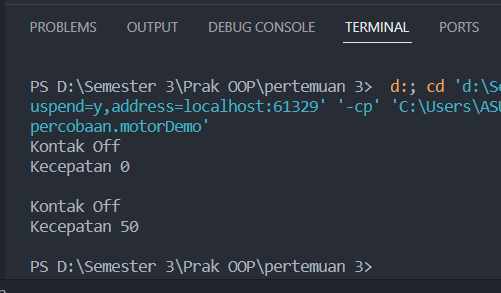 PROBLEMS OUTPUT DEBUG CONSOLE TERMINAL PORTS
PS D:\Semester 3\Prak OOP\pertemuan 3> d:; cd 'd:\Se
uspend=y,address=localhost:61329' '-cp' 'C:\Users\ASU
percobaan.motorDemo'
Kontak Off
Kecepatan 0
Kontak Off
Kecepatan 50
PS D:\Semester 3\Prak OOP\pertemuan 3>